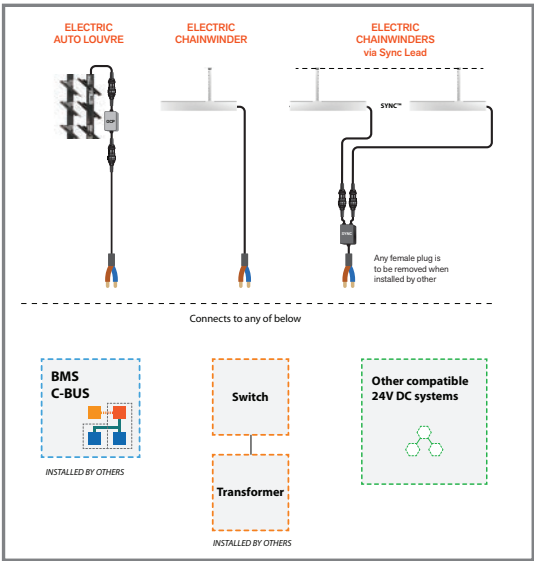 ELECTRIC
AUTO LOUVRE
ELECTRIC
CHAINWINDER
ELECTRIC
CHAINWINDERS
via Sync Lead
SYNC™
OCP
SYNC
Any female plug is
to be removed when
installed by other
Connects to any of below
BMS
C-BUS
INSTALLED BY OTHERS
Switch
Transformer
INSTALLED BY OTHERS
Other compatible
24V DC systems